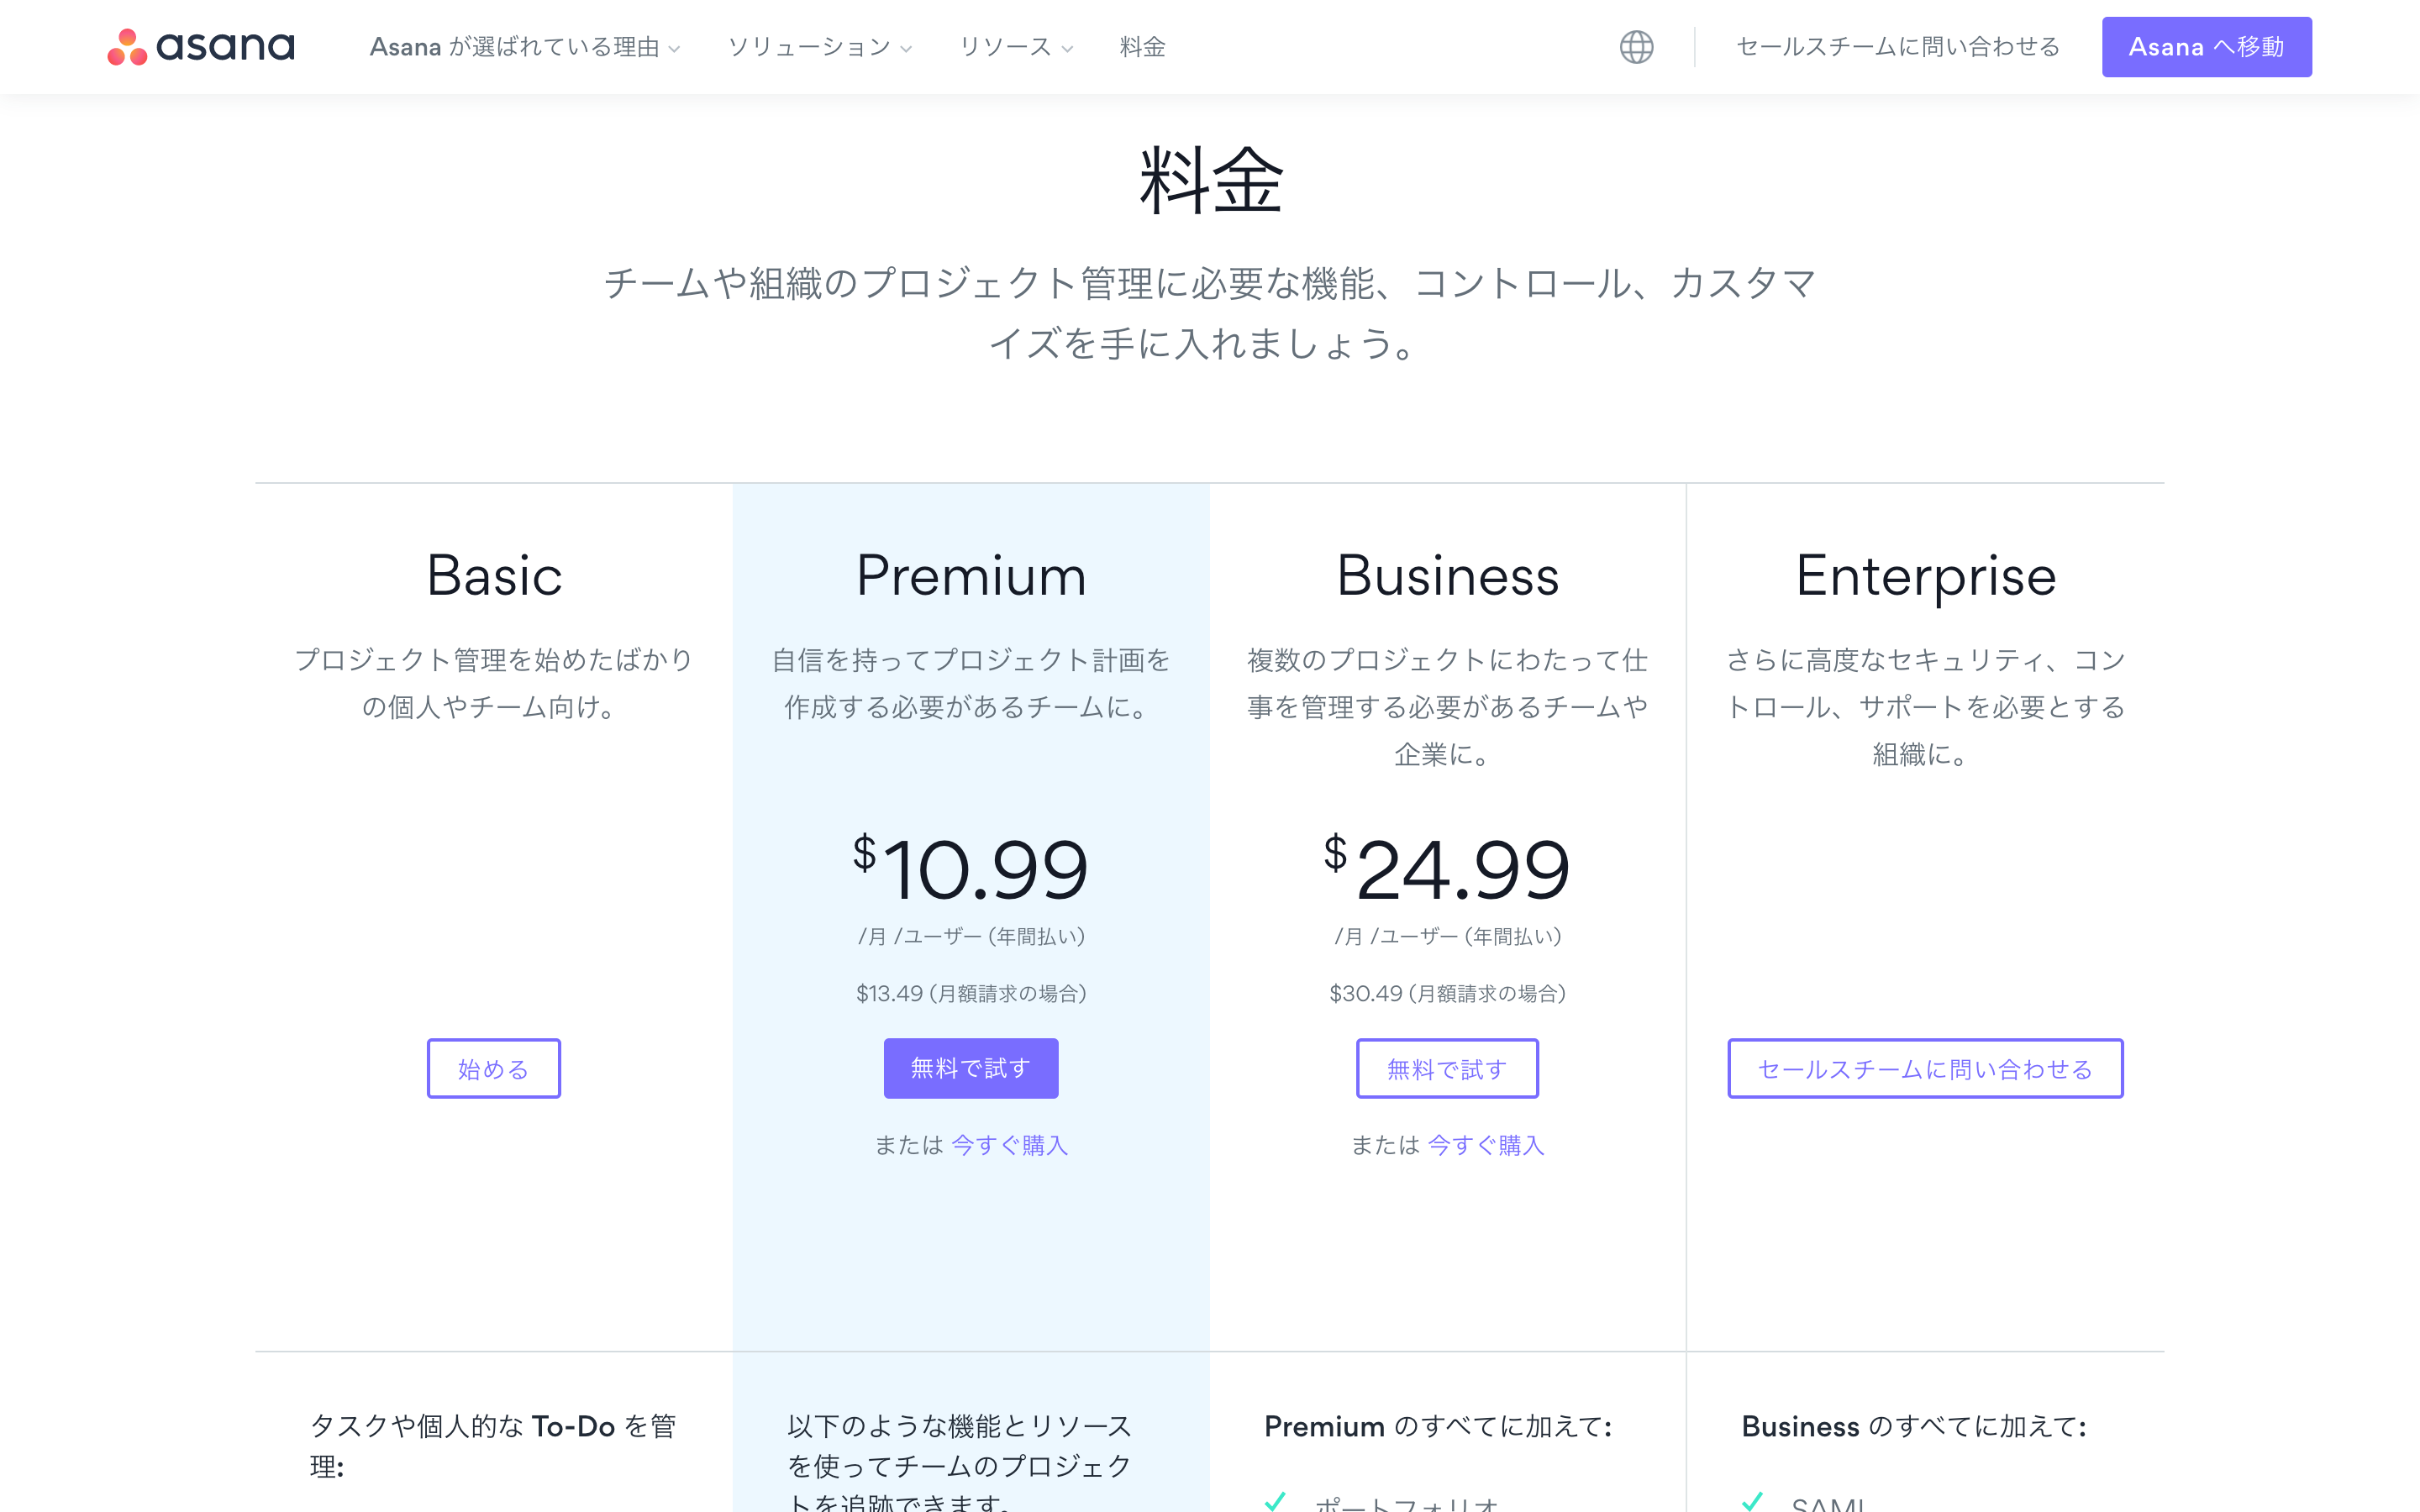 asana
Asana が選ばれている理由
ソリューション
リソース
料金
セールスチームに問い合わせる
Asana へ移動
料金
チームや組織のプロジェクト管理に必要な機能、コントロール、カスタマ
イズを手に入れましょう。
Basic
プロジェクト管理を始めたばかり
の個人やチーム向け。
始める
Premium
自信を持ってプロジェクト計画を
作成する必要があるチームに。
$10.99
/月 /ユーザー (年間払い)
$13.49 (月額請求の場合)
無料で試す
または 今すぐ購入
Business
複数のプロジェクトにわたって仕
事を管理する必要があるチームや
企業に。
$24.99
/月 /ユーザー (年間払い)
$30.49 (月額請求の場合)
無料で試す
または 今すぐ購入
Enterprise
さらに高度なセキュリティ、コン
トロール、サポートを必要とする
組織に。
セールスチームに問い合わせる
タスクや個人的な To-Do を管
理:
以下のような機能とリソース
を使ってチームのプロジェク
トを追跡できます。
Premium のすべてに加えて:
ポートフォリオ
Business のすべてに加えて:
SAML